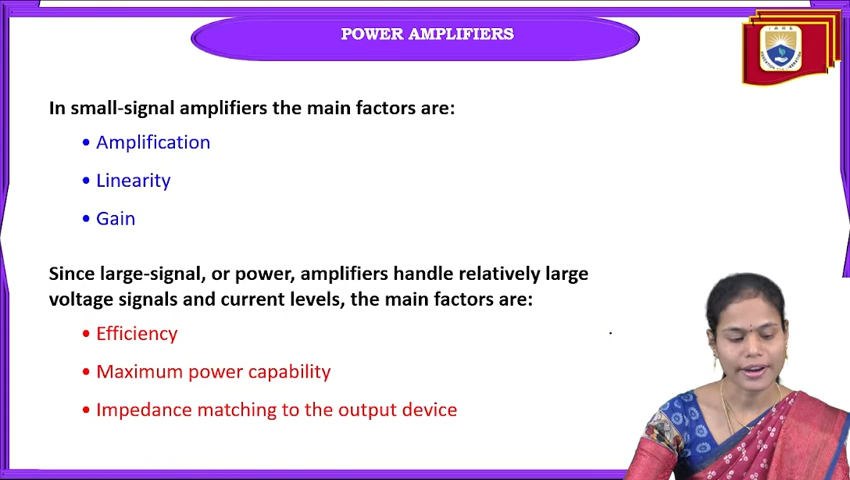 POWER AMPLIFIERS
In small-signal amplifiers the main factors are:
• Amplification
• Linearity
• Gain
Since large-signal, or power, amplifiers handle relatively large
voltage signals and current levels, the main factors are:
• Efficiency
• Maximum power capability
• Impedance matching to the output device